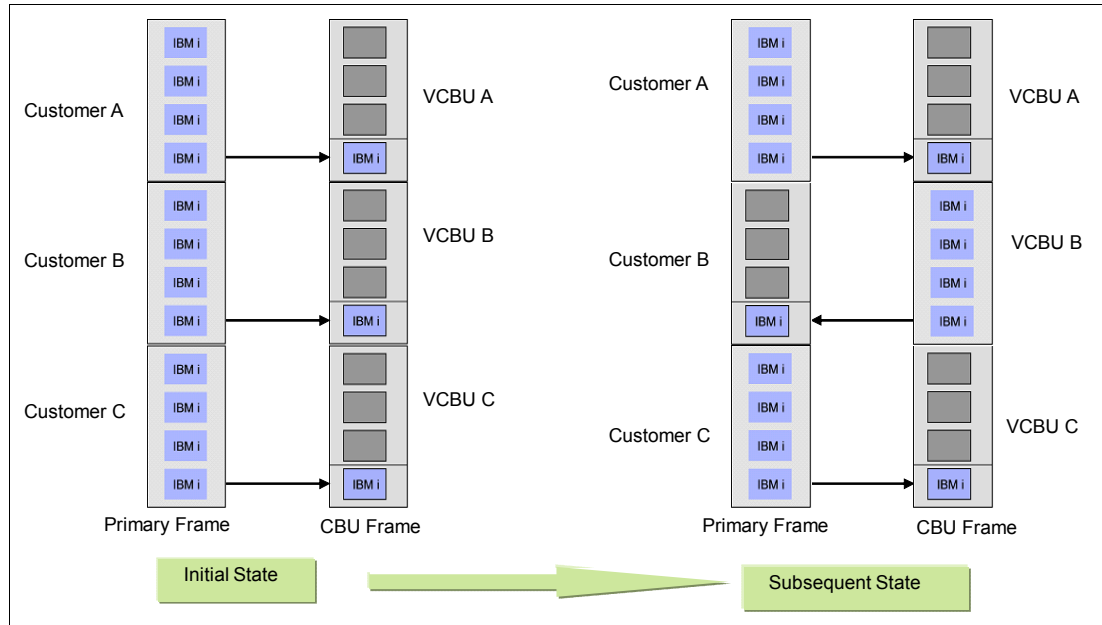 IBM i
IBM i
IBM i
IBM i
Customer A
IBM i
VCBU A
IBM i
IBM i
IBM i
IBM i
Customer B
IBM i
VCBU B
IBM i
IBM i
IBM i
IBM i
Customer C
IBM i
VCBU C
Primary Frame
CBU Frame
IBM i
IBM i
IBM i
IBM i
Customer A
IBM i
VCBU A
Customer B
IBM i
IBM i
IBM i
IBM i
IBM i
VCBU B
IBM i
IBM i
IBM i
IBM i
Customer C
IBM i
VCBU C
Primary Frame
CBU Frame
Initial State
Subsequent State